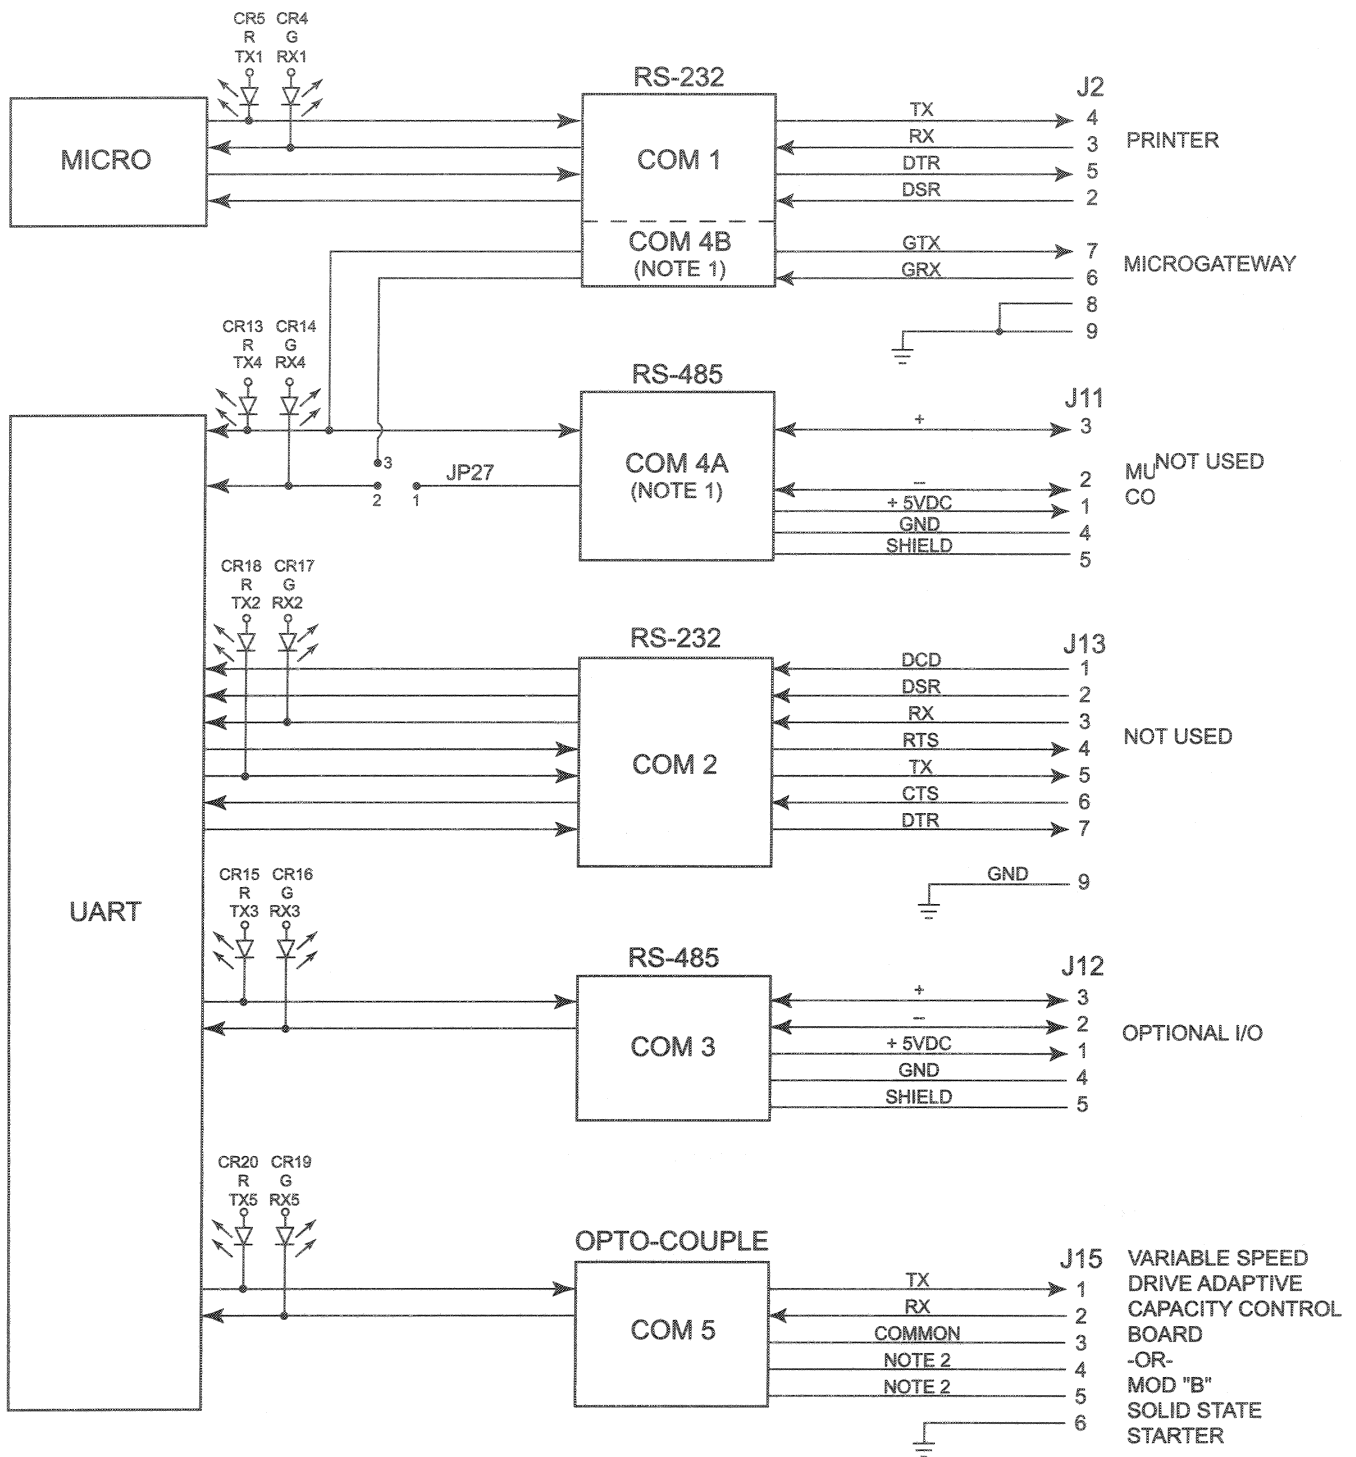 CR5 CR4
R G
TX1 RX1
RS-232
J2
MICRO
COM 1
TX 4
RX 3
DTR 5
DSR 2
PRINTER
COM 4B
(NOTE 1)
GTX 7
GRX 6
MICROGATEWAY
8
9
CR13 CR14
R G
TX4 RX4
RS-485
J11
COM 4A
(NOTE 1)
JP27
3
2 1
+ 3
– 2
+ 5VDC 1
GND 4
SHIELD 5
NOT USED
MU
CO
CR18 CR17
R G
TX2 RX2
RS-232
J13
COM 2
DCD 1
DSR 2
RX 3
RTS 4
TX 5
CTS 6
DTR 7
GND 9
NOT USED
UART
CR15 CR16
R G
TX3 RX3
RS-485
J12
COM 3
+ 3
– 2
+ 5VDC 1
GND 4
SHIELD 5
OPTIONAL I/O
CR20 CR19
R G
TX5 RX5
OPTO-COUPLE
J15
COM 5
TX 1
RX 2
COMMON 3
NOTE 2 4
NOTE 2 5
6
VARIABLE SPEED
DRIVE ADAPTIVE
CAPACITY CONTROL
BOARD
-OR-
MOD "B"
SOLID STATE
STARTER